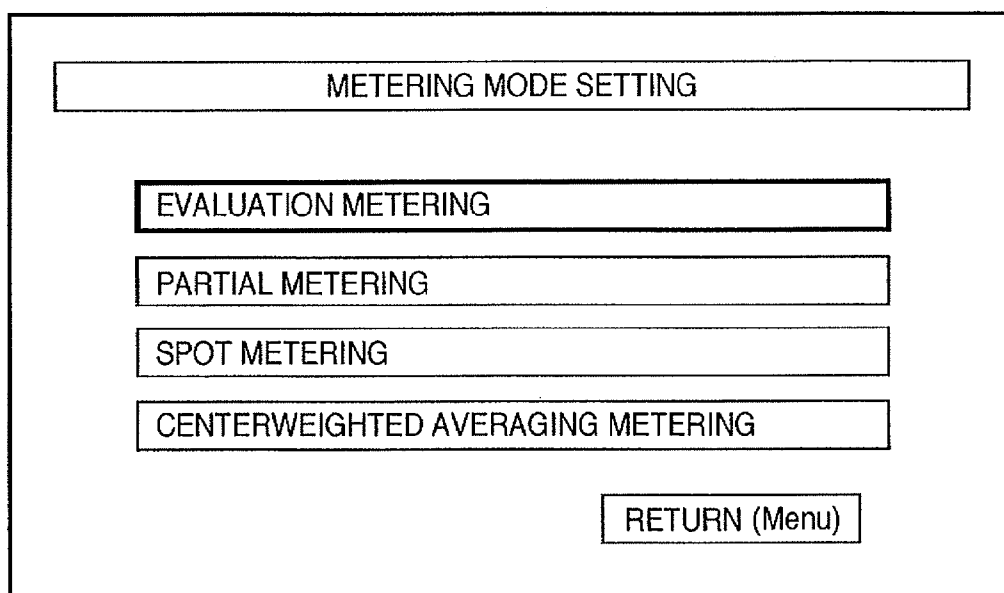 METERING MODE SETTING
EVALUATION METERING
PARTIAL METERING
SPOT METERING
CENTERWEIGHTED AVERAGING METERING
RETURN (Menu)